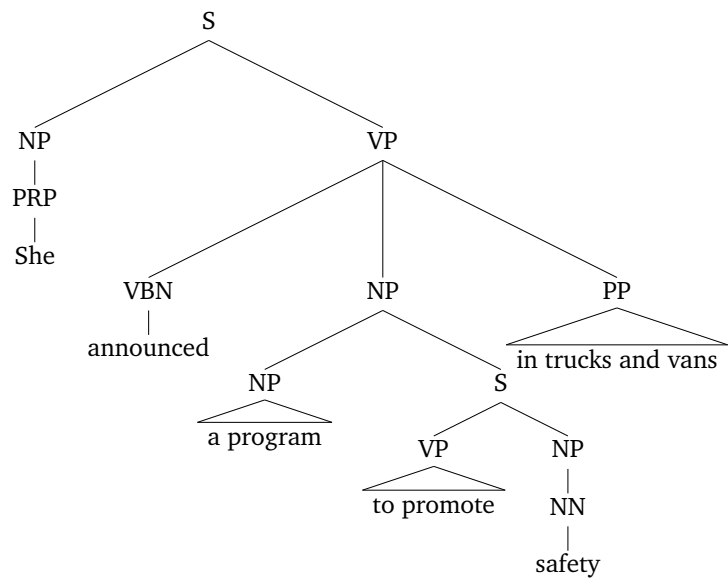 S
NP VP
PRP
She
VBN NP PP
announced in trucks and vans
NP S
a program VP NP
to promote NN
safety